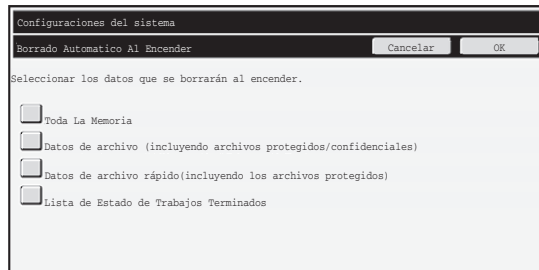 Configuraciones del sistema
Borrado Automatico Al Encender Cancelar OK
Seleccionar los datos que se borrarán al encender.
Toda La Memoria
Datos de archivo (incluyendo archivos protegidos/confidenciales)
Datos de archivo rápido(incluyendo los archivos protegidos)
Lista de Estado de Trabajos Terminados